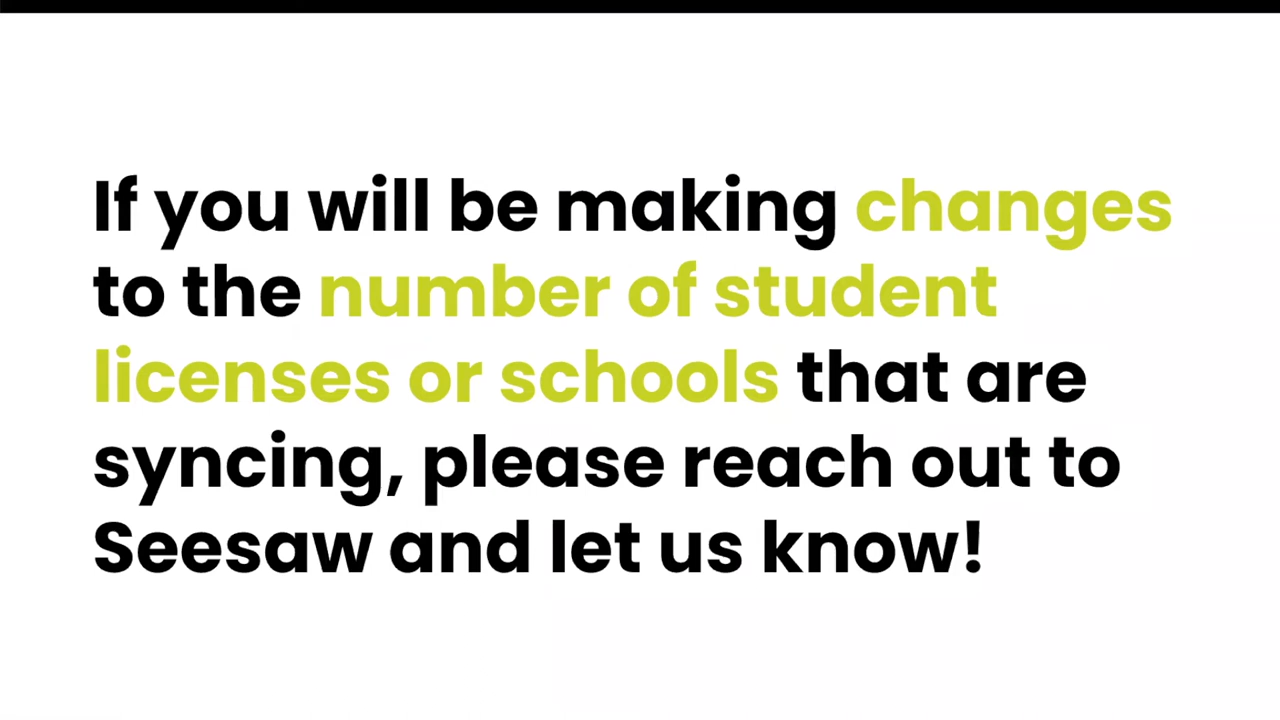 If you will be making changes
to the number of student
licenses or schools that are
syncing, please reach out to
Seesaw and let us know!